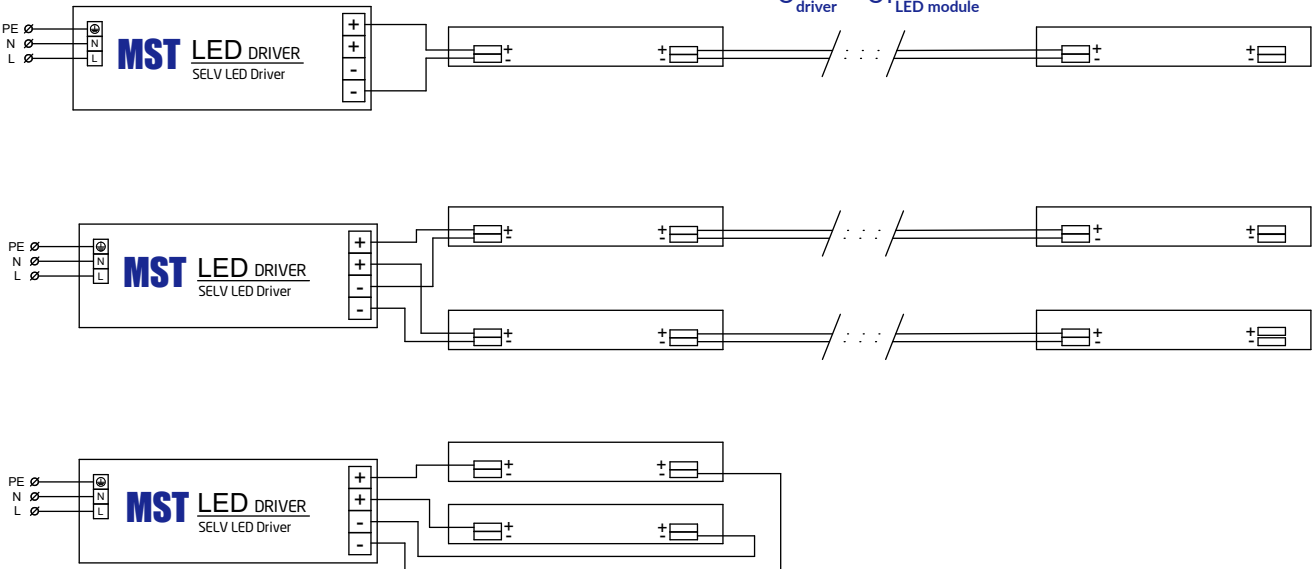 driver LED module
PE
N
L
N
L
MST LED DRIVER
SELV LED Driver
+
+
-
-
+
-
+
-
+
-
+
-
PE
N
L
N
L
MST LED DRIVER
SELV LED Driver
+
+
-
-
+
-
+
-
+
-
+
-
+
-
+
-
+
-
+
-
PE
N
L
N
L
MST LED DRIVER
SELV LED Driver
+
+
-
-
+
-
+
-
+
-
+
-